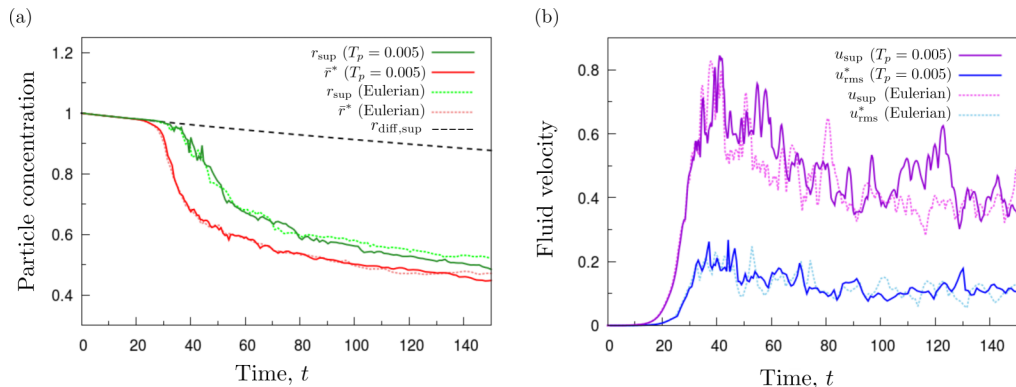 (a)
Particle concentration
1.2
1
0.8
0.6
0.4
r_sup (T_p = 0.005)
r̄* (T_p = 0.005)
r_sup (Eulerian)
r̄* (Eulerian)
r_diff,sup
0 20 40 60 80 100 120 140
Time, t
(b)
Fluid velocity
0.8
0.6
0.4
0.2
0
u_sup (T_p = 0.005)
u*_rms (T_p = 0.005)
u_sup (Eulerian)
u*_rms (Eulerian)
0 20 40 60 80 100 120 140
Time, t